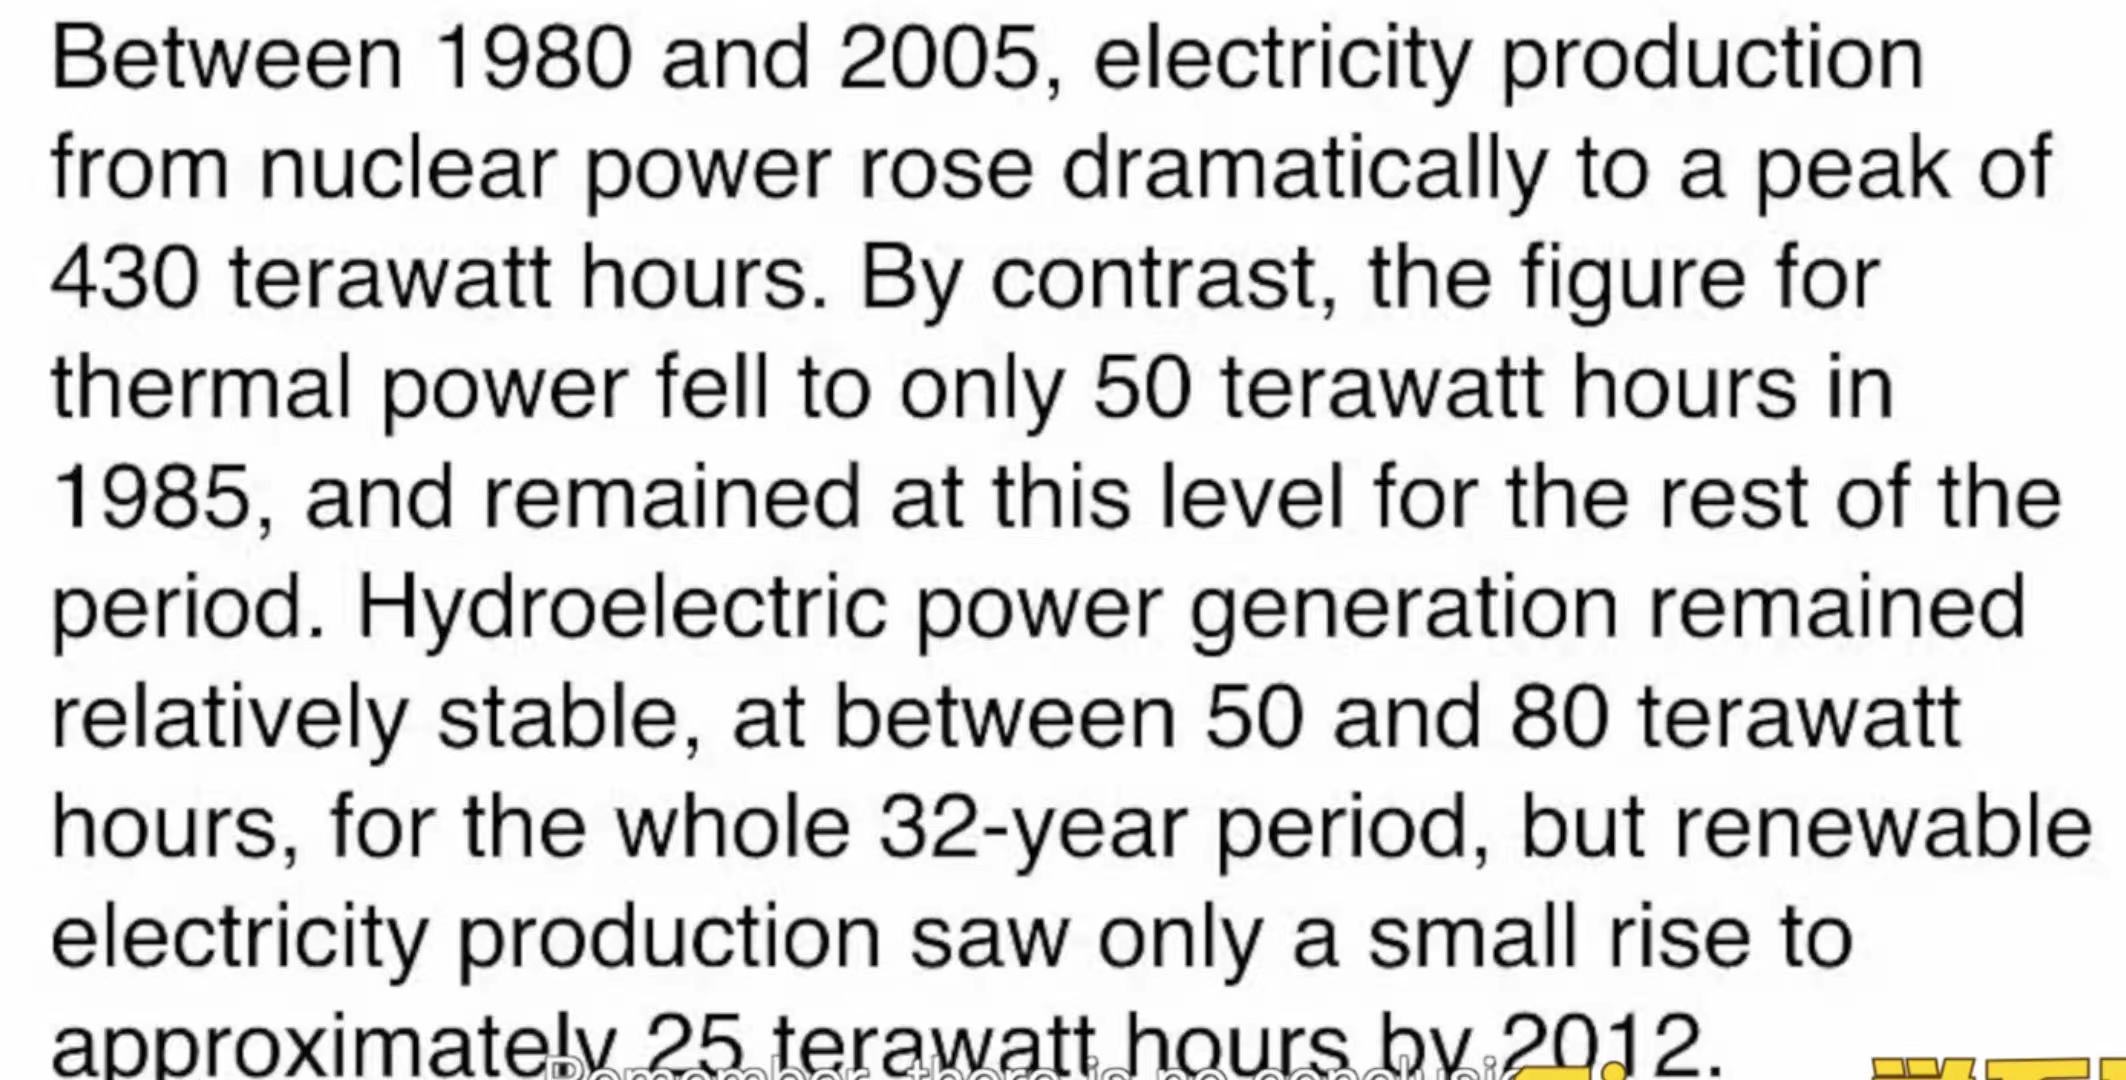 Between 1980 and 2005, electricity production
from nuclear power rose dramatically to a peak of
430 terawatt hours. By contrast, the figure for
thermal power fell to only 50 terawatt hours in
1985, and remained at this level for the rest of the
period. Hydroelectric power generation remained
relatively stable, at between 50 and 80 terawatt
hours, for the whole 32-year period, but renewable
electricity production saw only a small rise to
approximately 25 terawatt hours by 2012.
Remember, there is no